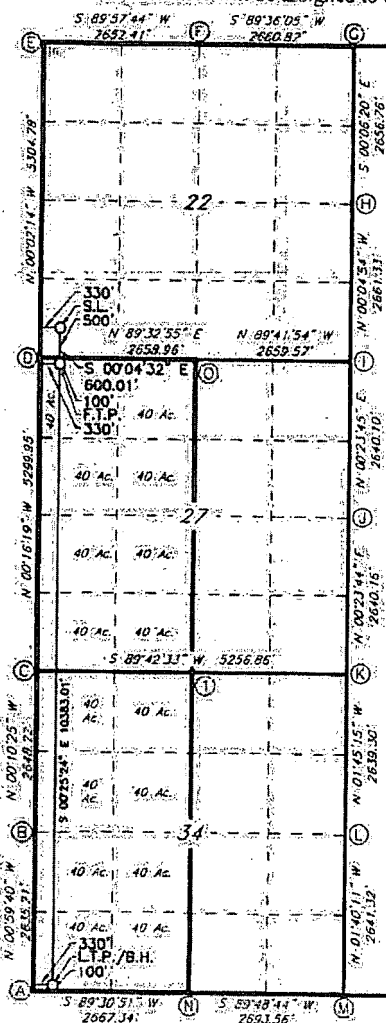 S 89°57'44" W
2652.41'
S 89°36'05" W
2660.87'
E
F
G
N 00°02'14" W 5304.78'
S 00°06'20" E
2656.76'
22
H
N 00°04'54" W
2661.33'
330'
S.L.
500'
N 89°32'55" E
2658.96'
N 89°41'54" W
2659.57'
D
I
S 00°04'32" E
600.01'
O
100'
F.T.P.
330'
40 Ac.
40 Ac.
N 00°16'19" W 5299.95'
N 00°23'45" E
2640.10'
40 Ac.
40 Ac.
27
J
40 Ac.
40 Ac.
N 00°23'44" E
2640.16'
40 Ac.
40 Ac.
S 89°42'33" W 5256.86'
C
T
K
N 00°10'25" W
S 00°25'24" E 10383.01'
40 Ac.
40 Ac.
N 01°45'15" W
2639.30'
40 Ac.
40 Ac.
B
34
L
N 00°59'40" W
2635.71'
40 Ac.
40 Ac.
N 01°40'11" W
2641.32'
40 Ac.
40 Ac.
330'
L.T.P./B.H.
100'
A
N
M
S 89°30'51" W
2667.34'
S 89°48'44" W
2693.56'